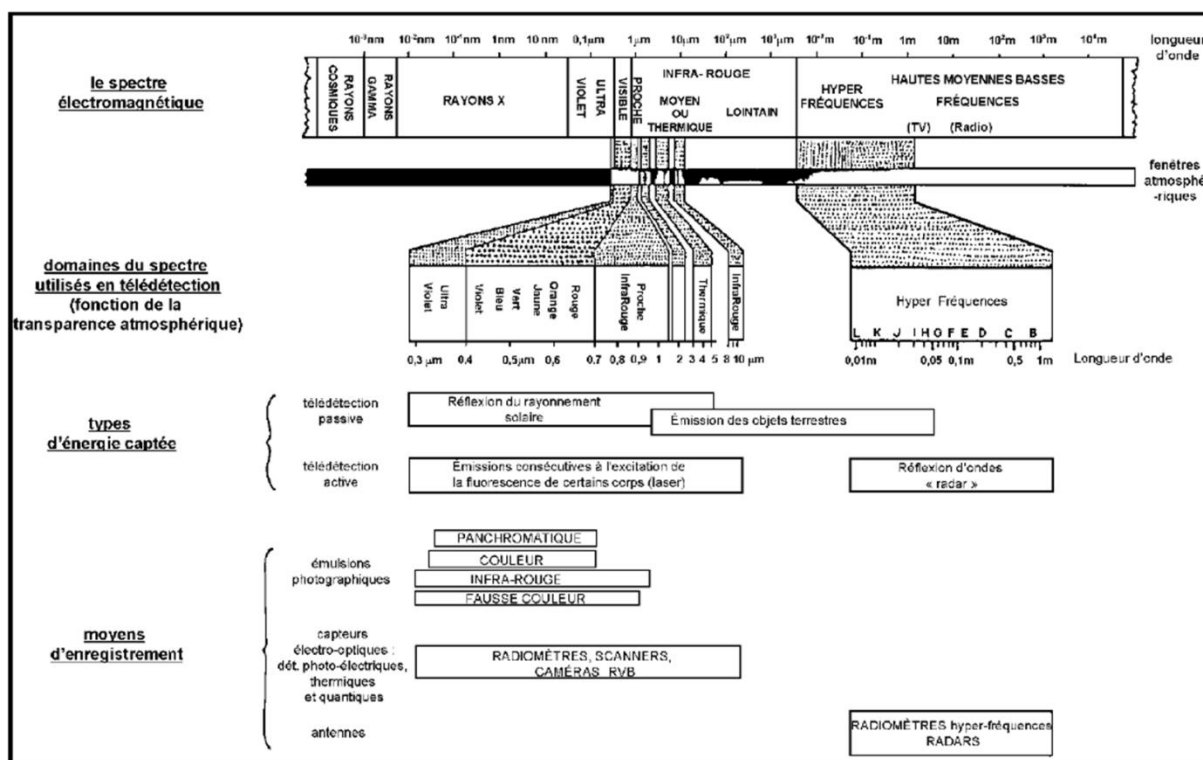 10⁻³nm 10⁻²nm 10⁻¹nm 1nm 10 nm 0,1µm 1µm 10µm 10²µm 10⁻¹m 1m 10m 10²m 10³m 10⁴m
longueur
d'onde
le spectre
électromagnétique
RAYONS
COSMIQUES
RAYONS
GAMMA
RAYONS X
ULTRA
VIOLET
VISIBLE
PROCHE
INFRA- ROUGE
MOYEN
OU
THERMIQUE
LOINTAIN
HYPER
FRÉQUENCES
HAUTES MOYENNES BASSES
FRÉQUENCES
(TV) (Radio)
fenêtres
atmosphé
-riques
domaines du spectre
utilisés en télédétection
(fonction de la
transparence atmosphérique)
Ultra
Violet
Violet
Bleu
Vert
Jaune
Orange
Rouge
Proche
InfraRouge
Thermique
InfraRouge
0,3 µm 0,4 0,5µm 0,6 0,7 0,8 0,9 1 2 3 4 5 8 10 µm
Hyper Fréquences
L K J I H G F E D C B
0,01m 0,05 0,1m 0,5 1m
Longueur d'onde
types
d'énergie captée
télédétection
passive
Réflexion du rayonnement
solaire
Émission des objets terrestres
télédétection
active
Émissions consécutives à l'excitation de
la fluorescence de certains corps (laser)
Réflexion d'ondes
« radar »
moyens
d'enregistrement
émulsions
photographiques
PANCHROMATIQUE
COULEUR
INFRA-ROUGE
FAUSSE COULEUR
capteurs
électro-optiques :
dét. photo-électriques,
thermiques
et quantiques
RADIOMÈTRES, SCANNERS,
CAMÉRAS RVB
antennes
RADIOMÈTRES hyper-fréquences
RADARS